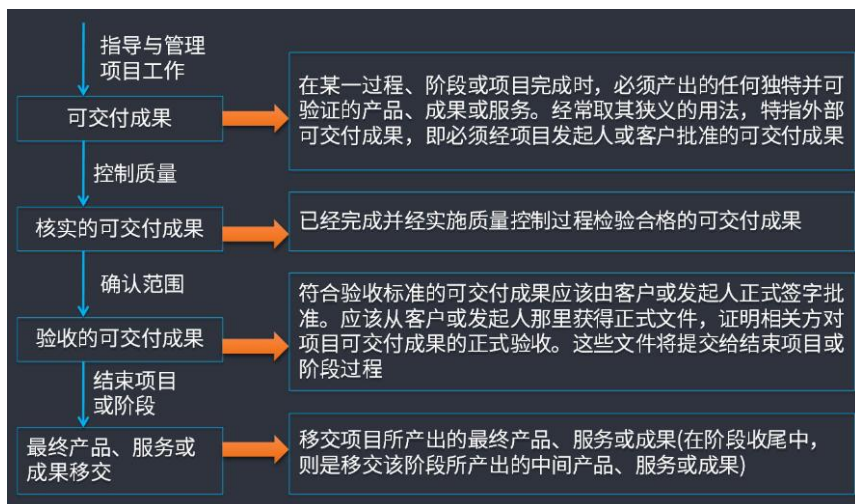 指导与管理
项目工作
可交付成果
在某一过程、阶段或项目完成时，必须产出的任何独特并可
验证的产品、成果或服务。经常取其狭义的用法，特指外部
可交付成果，即必须经项目发起人或客户批准的可交付成果
控制质量
核实的可交付成果
已经完成并经实施质量控制过程检验合格的可交付成果
确认范围
验收的可交付成果
符合验收标准的可交付成果应该由客户或发起人正式签字批
准。应该从客户或发起人那里获得正式文件，证明相关方对
项目可交付成果的正式验收。这些文件将提交给结束项目或
阶段过程
结束项目
或阶段
最终产品、服务或
成果移交
移交项目所产出的最终产品、服务或成果(在阶段收尾中，
则是移交该阶段所产出的中间产品、服务或成果)